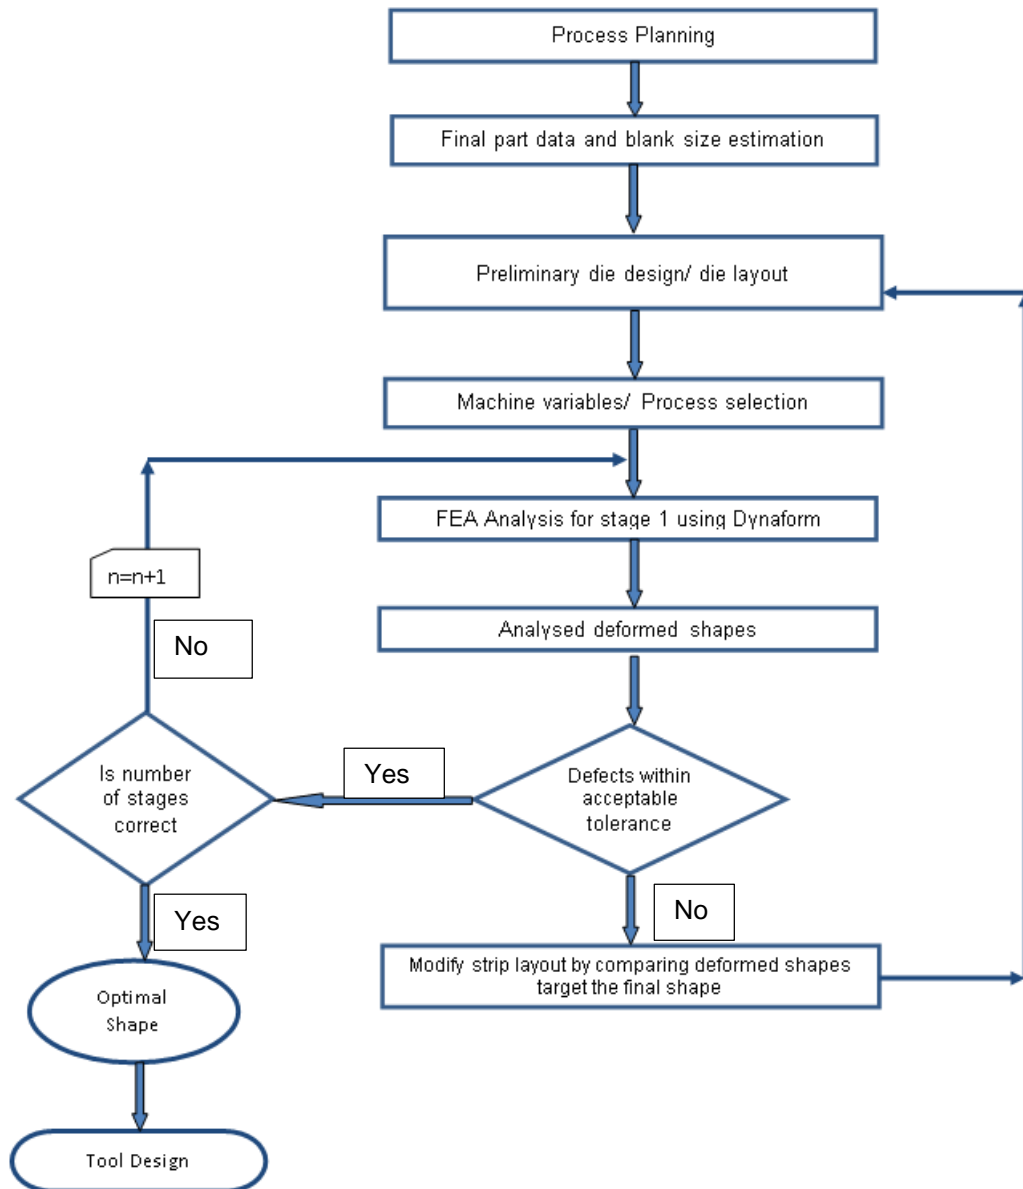 Process Planning
Final part data and blank size estimation
Preliminary die design/ die layout
Machine variables/ Process selection
FEA Analysis for stage 1 using Dynaform
n=n+1
No
Analysed deformed shapes
Is number
of stages
correct
Yes
Defects within
acceptable
tolerance
Yes
No
Modify strip layout by comparing deformed shapes
target the final shape
Optimal
Shape
Tool Design